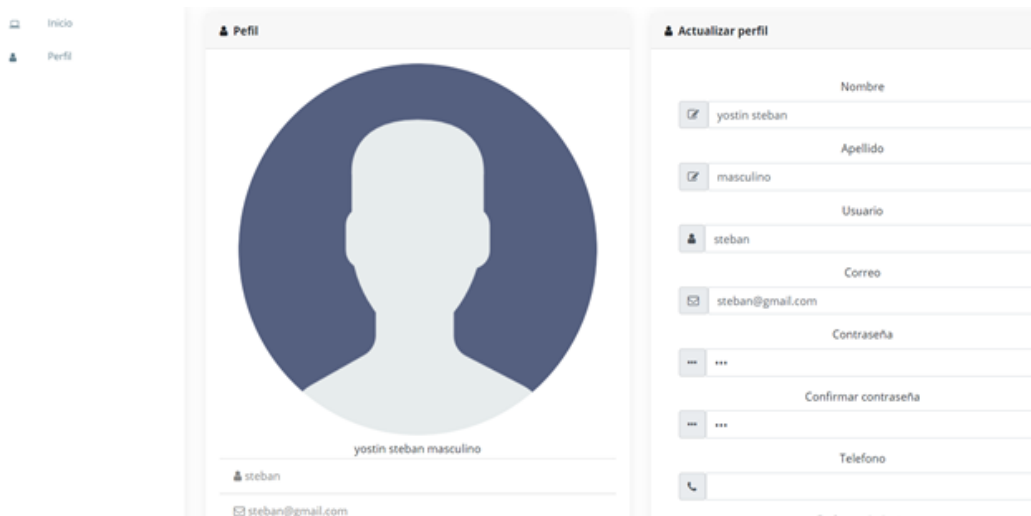 Inicio
Perfil
Pefil
yostin steban masculino
steban
steban@gmail.com
Actualizar perfil
Nombre
yostin steban
Apellido
masculino
Usuario
steban
Correo
steban@gmail.com
Contraseña
•••
Confirmar contraseña
•••
Telefono